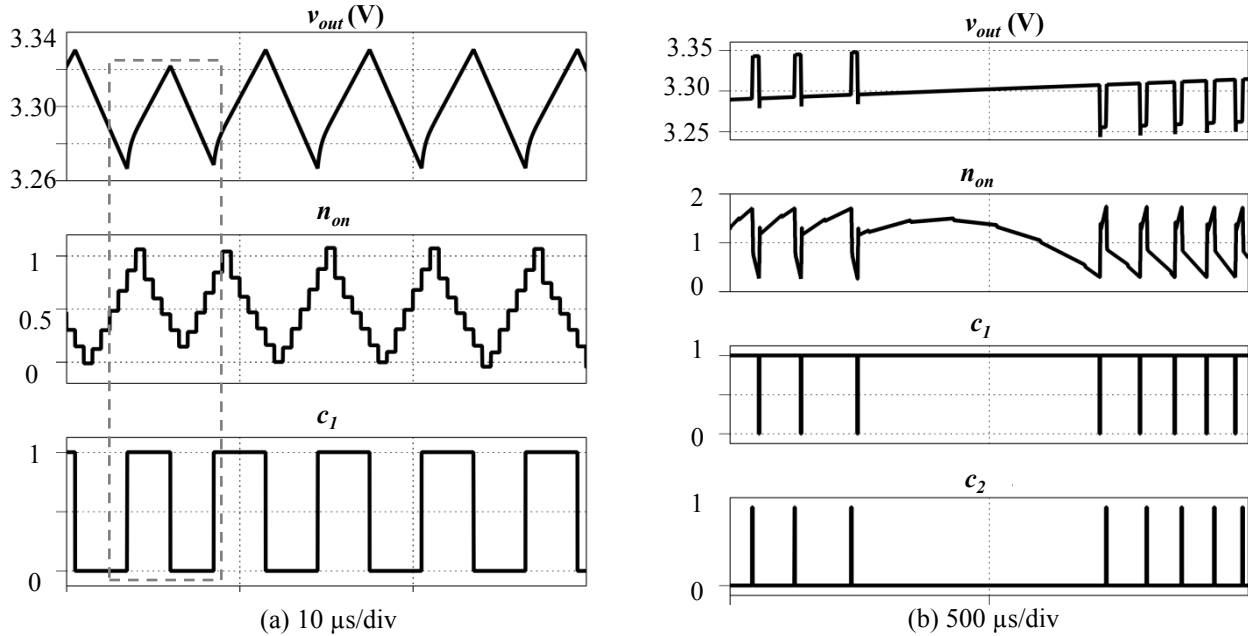 v_out (V)
3.34
3.30
3.26
n_on
1
0.5
0
c_1
1
0
(a) 10 µs/div
v_out (V)
3.35
3.30
3.25
n_on
2
1
0
c_1
1
0
c_2
1
0
(b) 500 µs/div